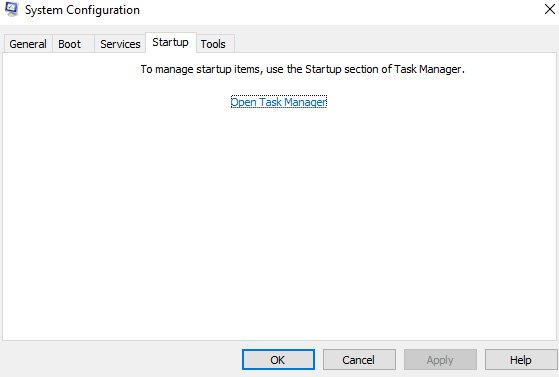 System Configuration
General Boot Services Startup Tools
To manage startup items, use the Startup section of Task Manager.
Open Task Manager
OK Cancel Apply Help